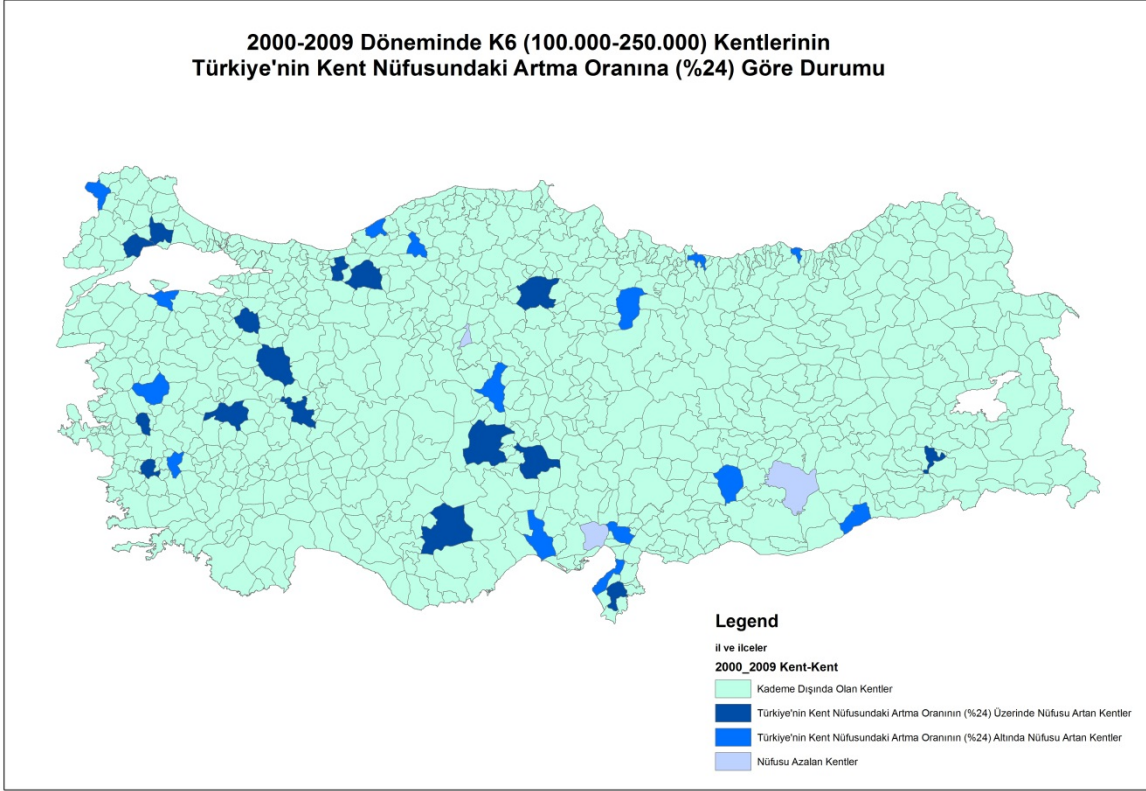 2000-2009 Döneminde K6 (100.000-250.000) Kentlerinin
Türkiye'nin Kent Nüfusundaki Artma Oranına (%24) Göre Durumu
Legend
il ve ilceler
2000_2009 Kent-Kent
Kademe Dışında Olan Kentler
Türkiye'nin Kent Nüfusundaki Artma Oranının (%24) Üzerinde Nüfusu Artan Kentler
Türkiye'nin Kent Nüfusundaki Artma Oranının (%24) Altında Nüfusu Artan Kentler
Nüfusu Azalan Kentler